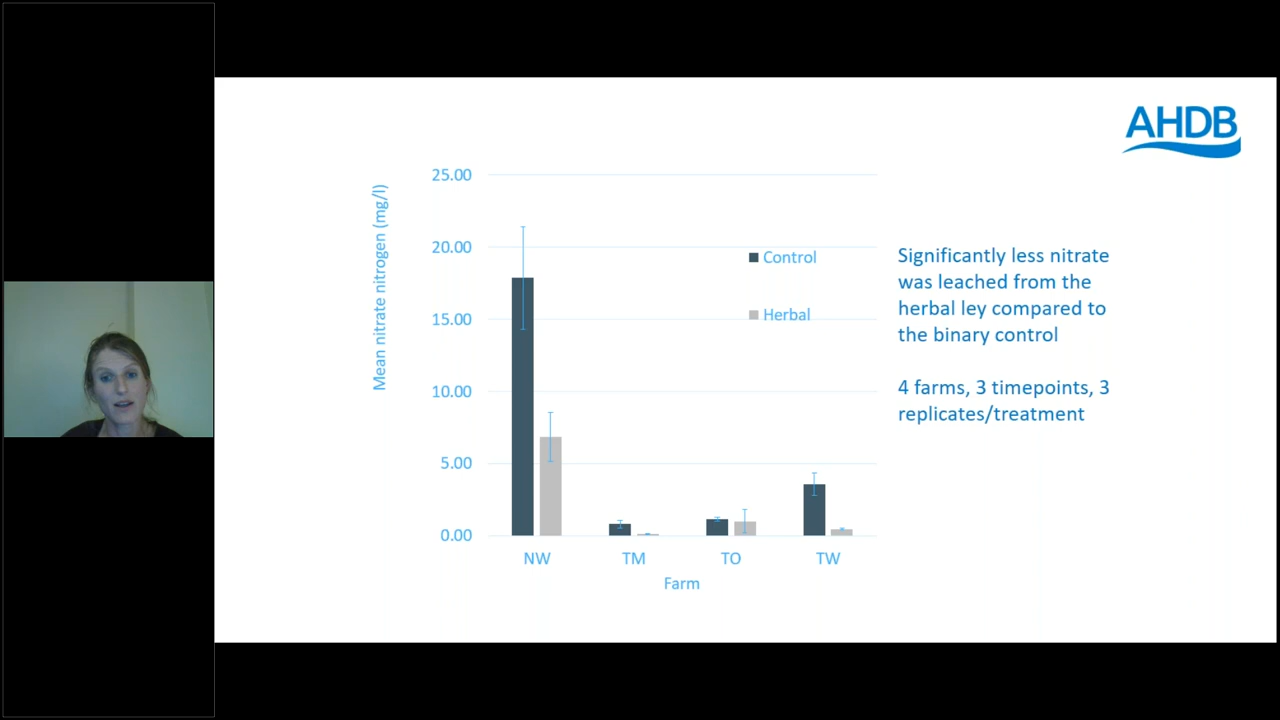 AHDB
Mean nitrate nitrogen (mg/l)
25.00
20.00
15.00
10.00
5.00
0.00
Control
Herbal
NW
TM
TO
TW
Farm
Significantly less nitrate
was leached from the
herbal ley compared to
the binary control
4 farms, 3 timepoints, 3
replicates/treatment